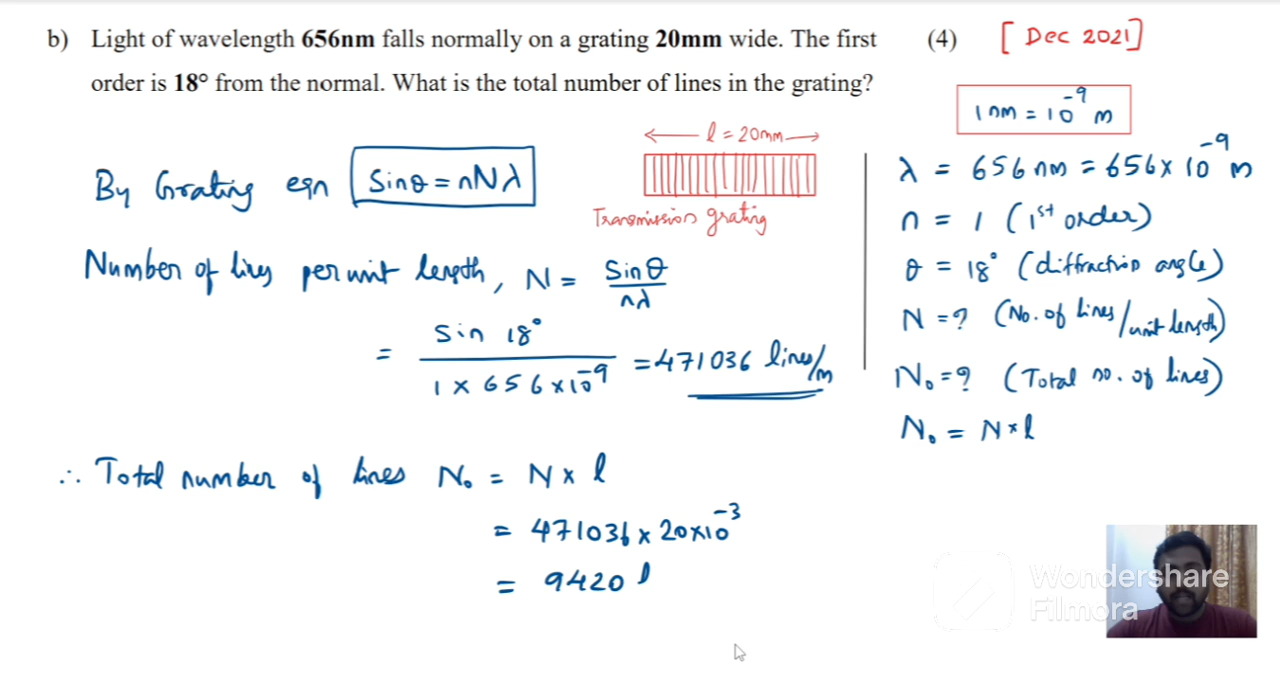 b) Light of wavelength 656nm falls normally on a grating 20mm wide. The first (4) [Dec 2021]
order is 18° from the normal. What is the total number of lines in the grating?
1 nm = 10⁻⁹ m
l = 20mm
By Grating eqn Sinθ = nNλ
Transmission grating
λ = 656 nm = 656 × 10⁻⁹ m
n = 1 (1st order)
θ = 18° (diffraction angle)
N = ? (No. of lines/unit length)
N₀ = ? (Total no. of lines)
N₀ = N × l
Number of lines per unit length, N = Sinθ / nλ
= Sin 18° / 1 × 656 × 10⁻⁹ = 471036 lines/m
∴ Total number of lines N₀ = N × l
= 471036 × 20×10⁻³
= 9420 l
Wondershare
Filmora